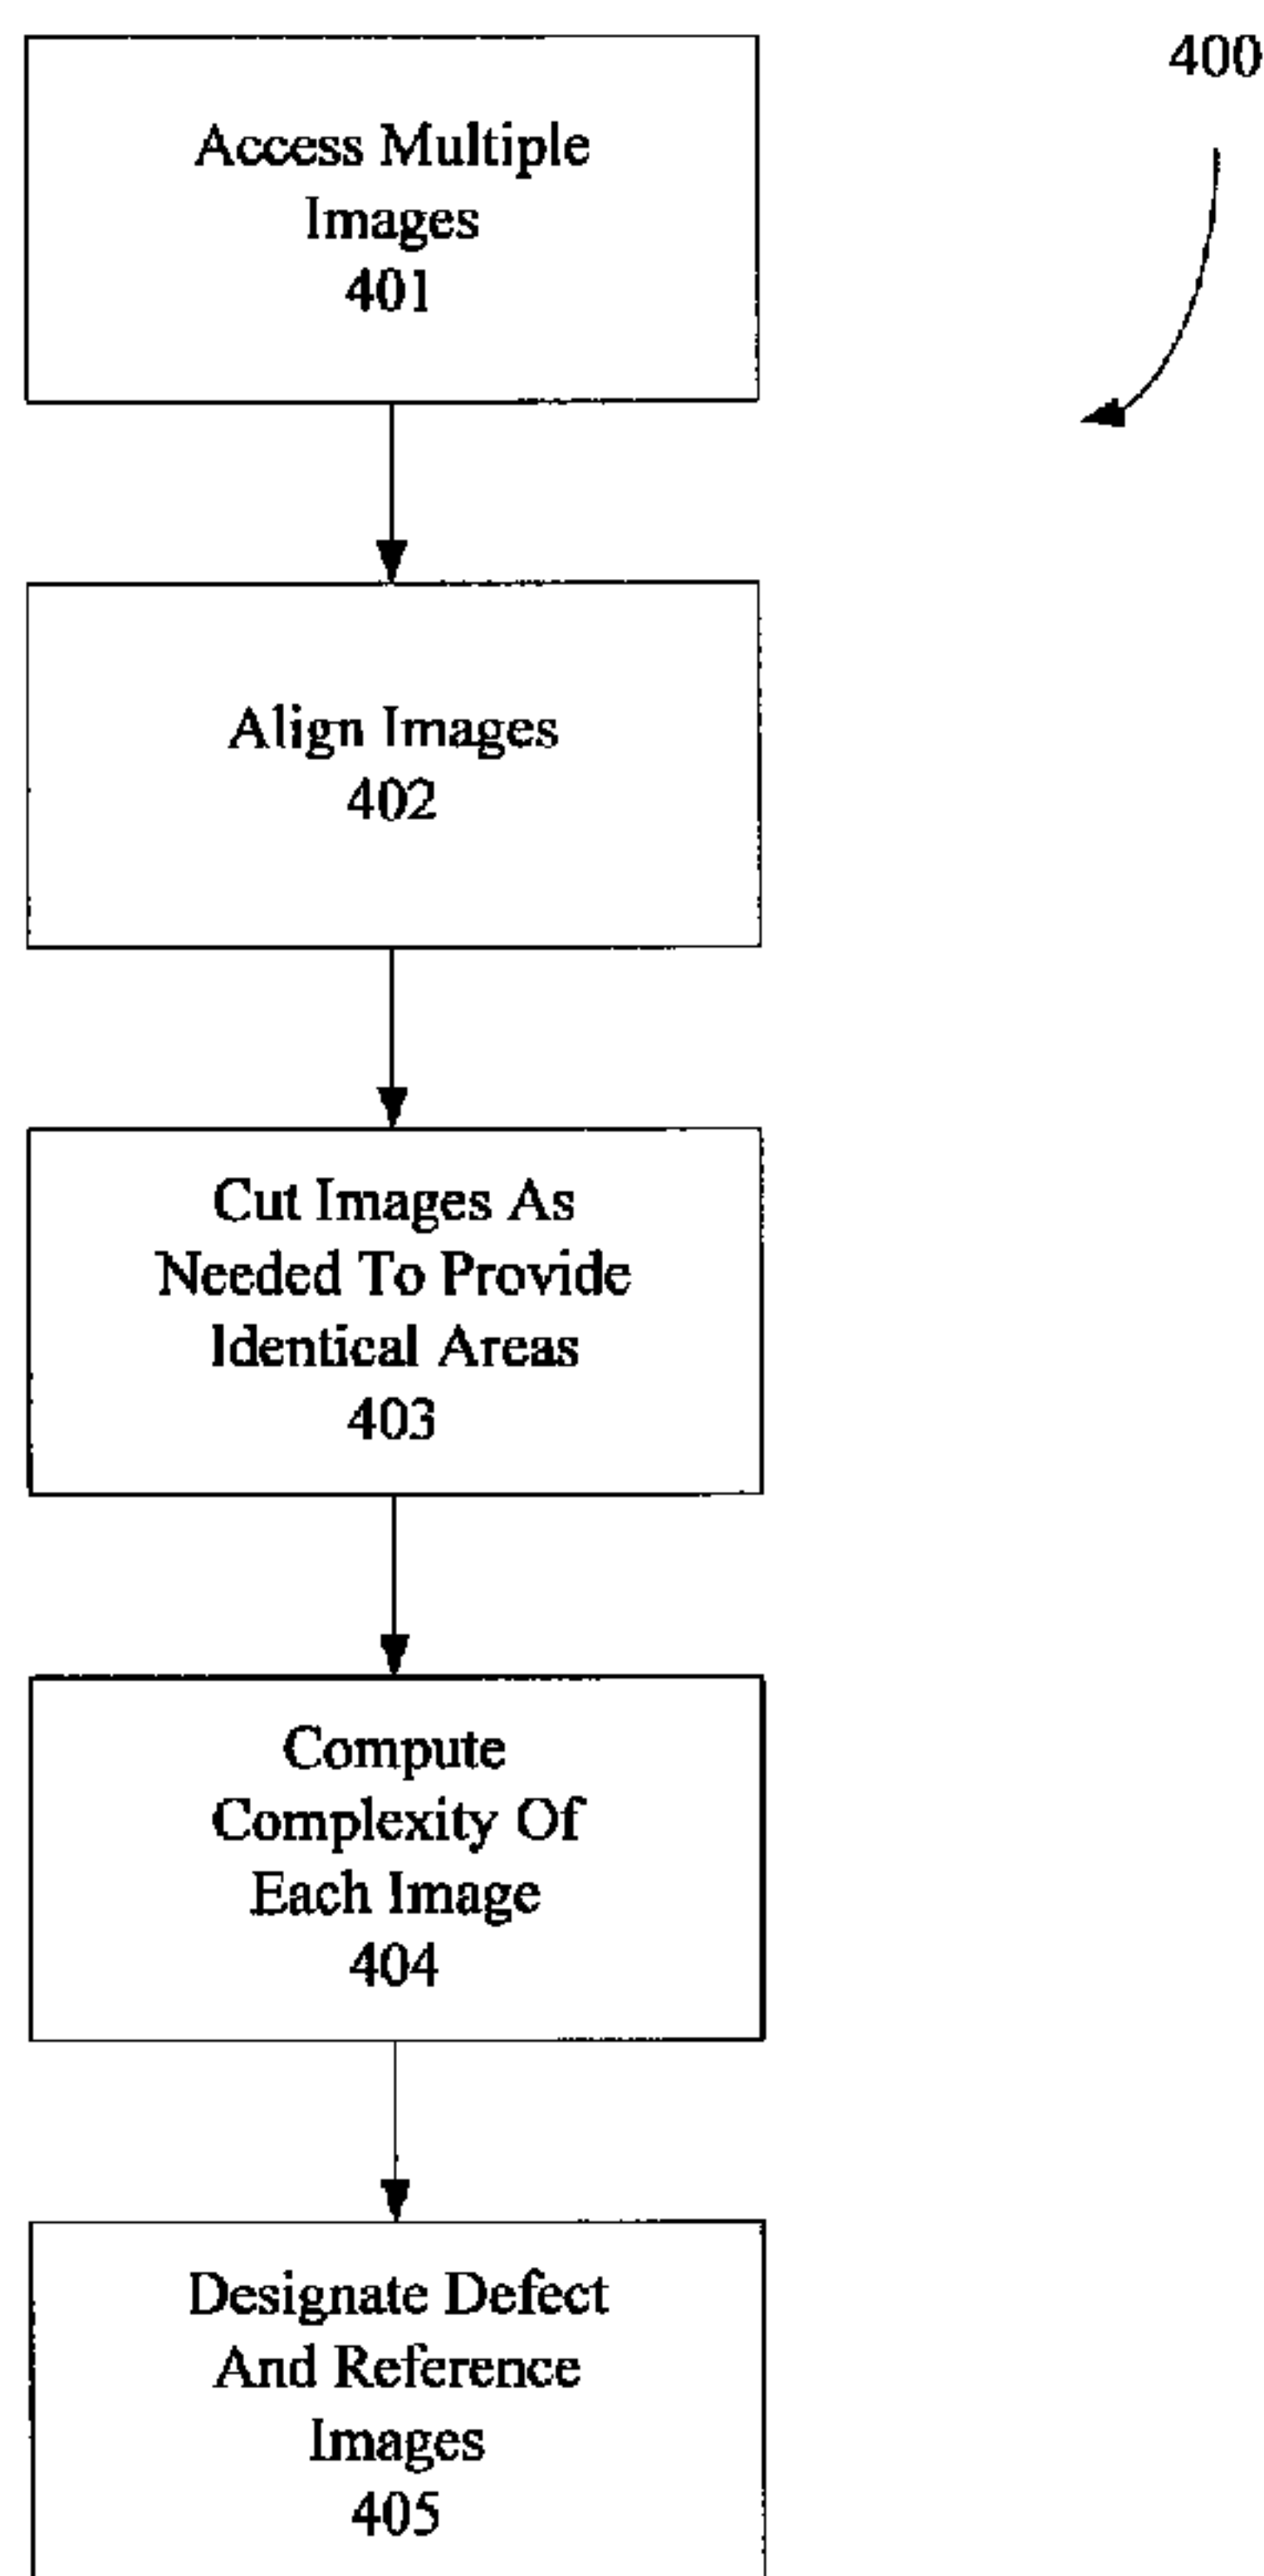 400
Access Multiple
Images
401
Align Images
402
Cut Images As
Needed To Provide
Identical Areas
403
Compute
Complexity Of
Each Image
404
Designate Defect
And Reference
Images
405